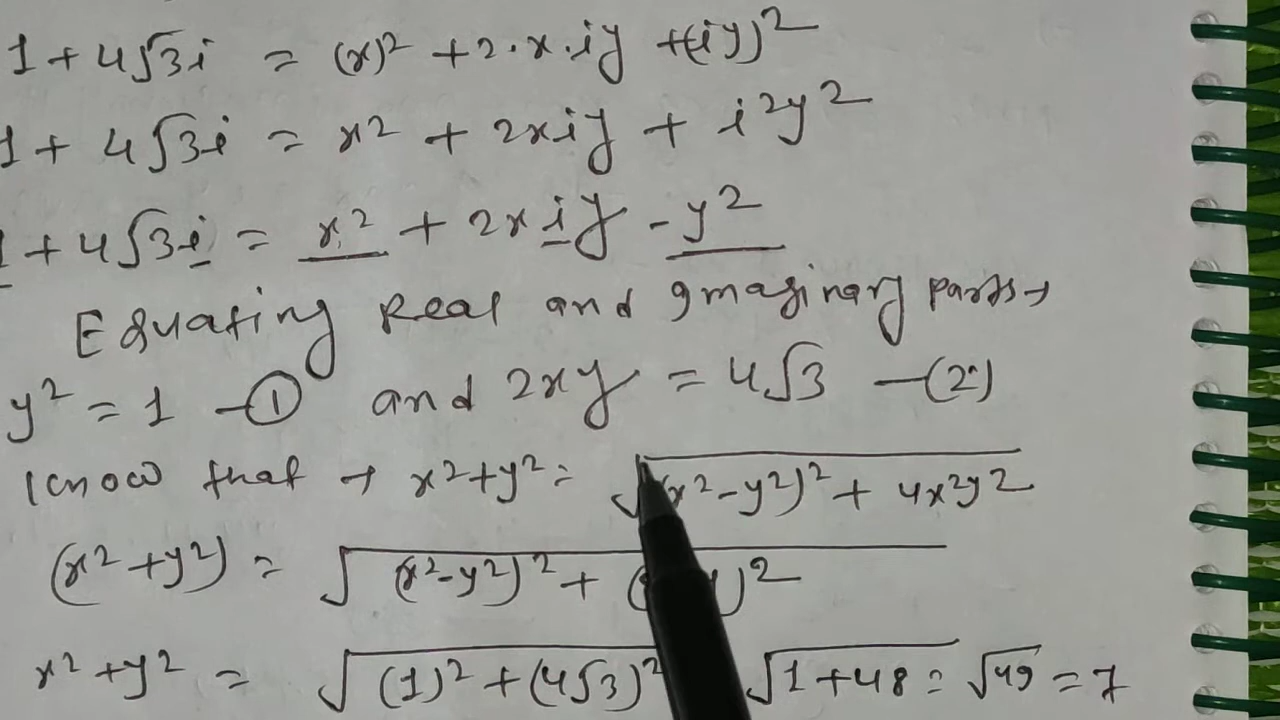 1 + 4√3i = (x)² + 2·x·iy + (iy)²
1 + 4√3i = x² + 2xiy + i²y²
1 + 4√3i = x² + 2xiy - y²
Equating Real and Imaginary parts →
y² = 1 —① and 2xy = 4√3 —(2)
know that → x²+y² = √(x²-y²)² + 4x²y²
(x²+y²) = √(x²-y²)² + ( y)²
x²+y² = √(1)² + (4√3)² √1+48 = √49 = 7